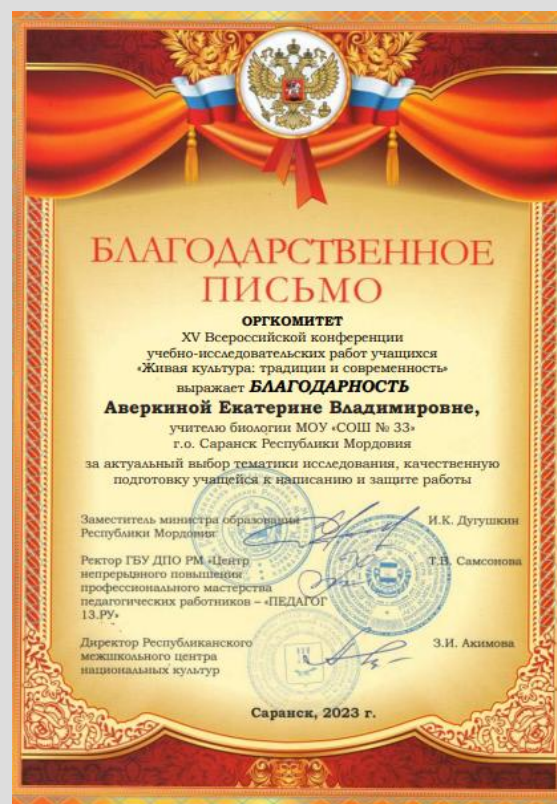 БЛАГОДАРСТВЕННОЕ
ПИСЬМО
ОРГКОМИТЕТ
XV Всероссийской конференции
учебно-исследовательских работ учащихся
«Живая культура: традиции и современность»
выражает БЛАГОДАРНОСТЬ
Аверкиной Екатерине Владимировне,
учителю биологии МОУ «СОШ № 33»
г.о. Саранск Республики Мордовия
за актуальный выбор тематики исследования, качественную
подготовку учащейся к написанию и защите работы
Заместитель министра образования И.К. Дугушкин
Республики Мордовия
Ректор ГБУ ДПО РМ «Центр Т.В. Самсонова
непрерывного повышения
профессионального мастерства
педагогических работников – «ПЕДАГОГ
13.РУ»
Директор Республиканского З.И. Акимова
межшкольного центра
национальных культур
Саранск, 2023 г.